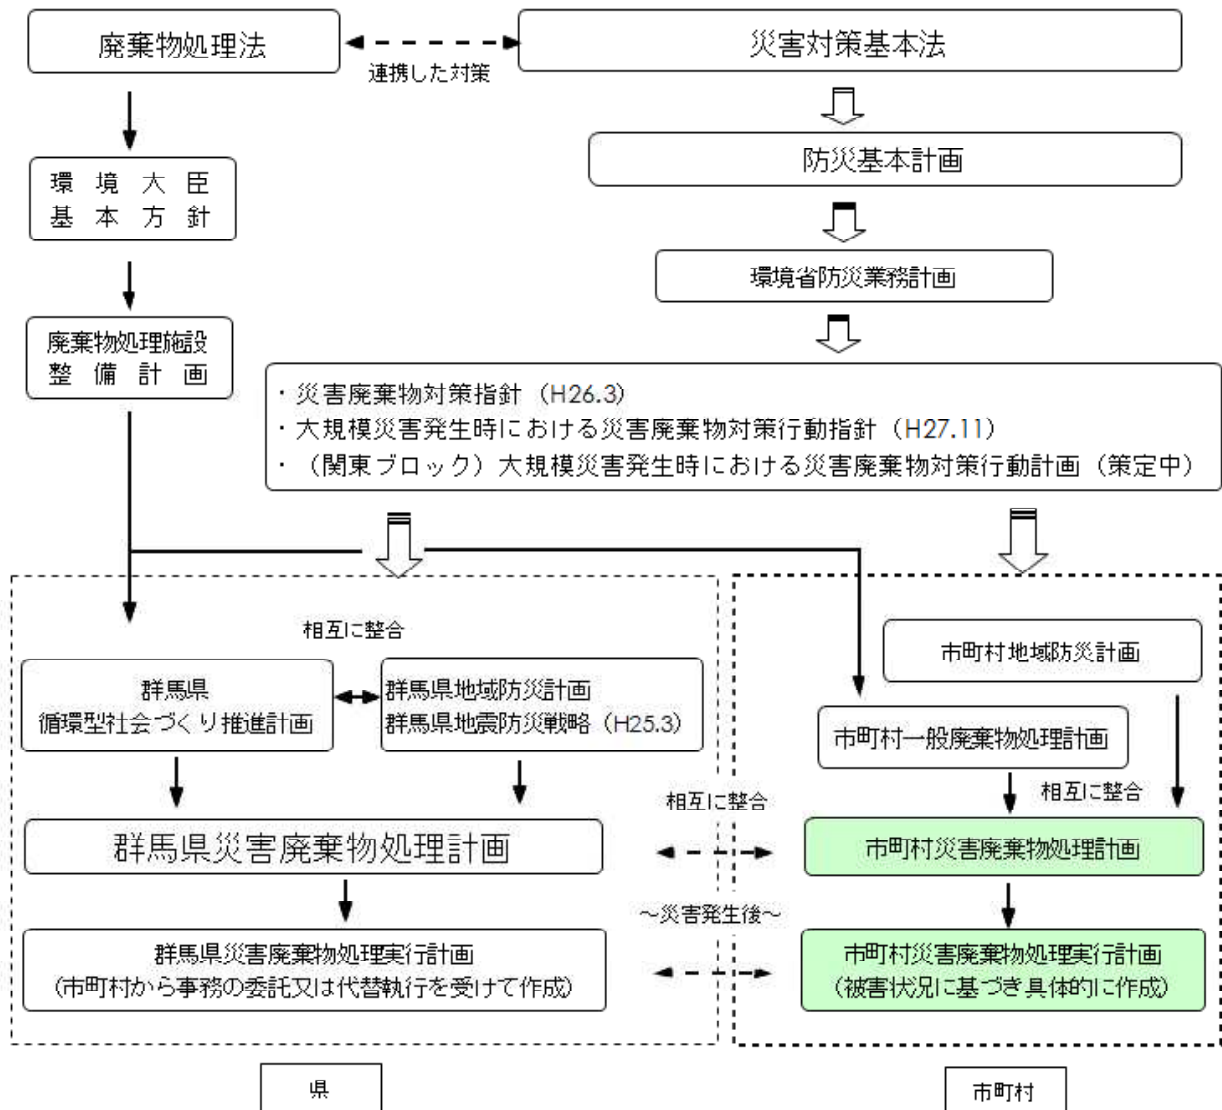 廃棄物処理法
連携した対策
災害対策基本法
防災基本計画
環境大臣
基本方針
環境省防災業務計画
廃棄物処理施設
整備計画
・災害廃棄物対策指針（H26.3）
・大規模災害発生時における災害廃棄物対策行動指針（H27.11）
・（関東ブロック）大規模災害発生時における災害廃棄物対策行動計画（策定中）
相互に整合
群馬県
循環型社会づくり推進計画
群馬県地域防災計画
群馬県地震防災戦略（H25.3）
市町村地域防災計画
市町村一般廃棄物処理計画
相互に整合
相互に整合
群馬県災害廃棄物処理計画
市町村災害廃棄物処理計画
～災害発生後～
群馬県災害廃棄物処理実行計画
(市町村から事務の委託又は代替執行を受けて作成)
市町村災害廃棄物処理実行計画
(被害状況に基づき具体的に作成)
県
市町村